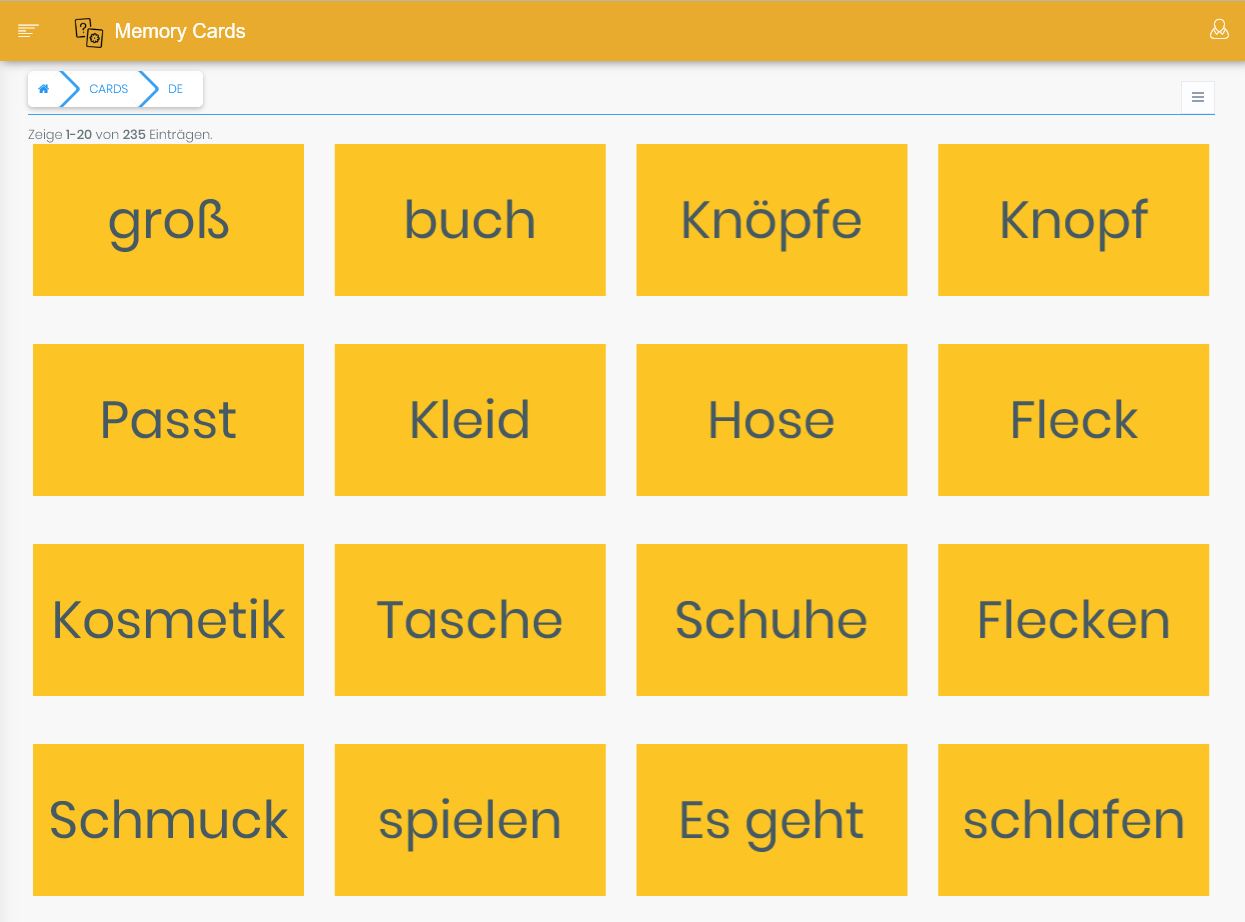 Memory Cards
CARDS DE
Zeige 1-20 von 235 Einträgen.
groß buch Knöpfe Knopf
Passt Kleid Hose Fleck
Kosmetik Tasche Schuhe Flecken
Schmuck spielen Es geht schlafen